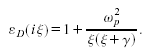 ε_D(iξ) = 1 + ω_p^2 / ξ(ξ + γ).